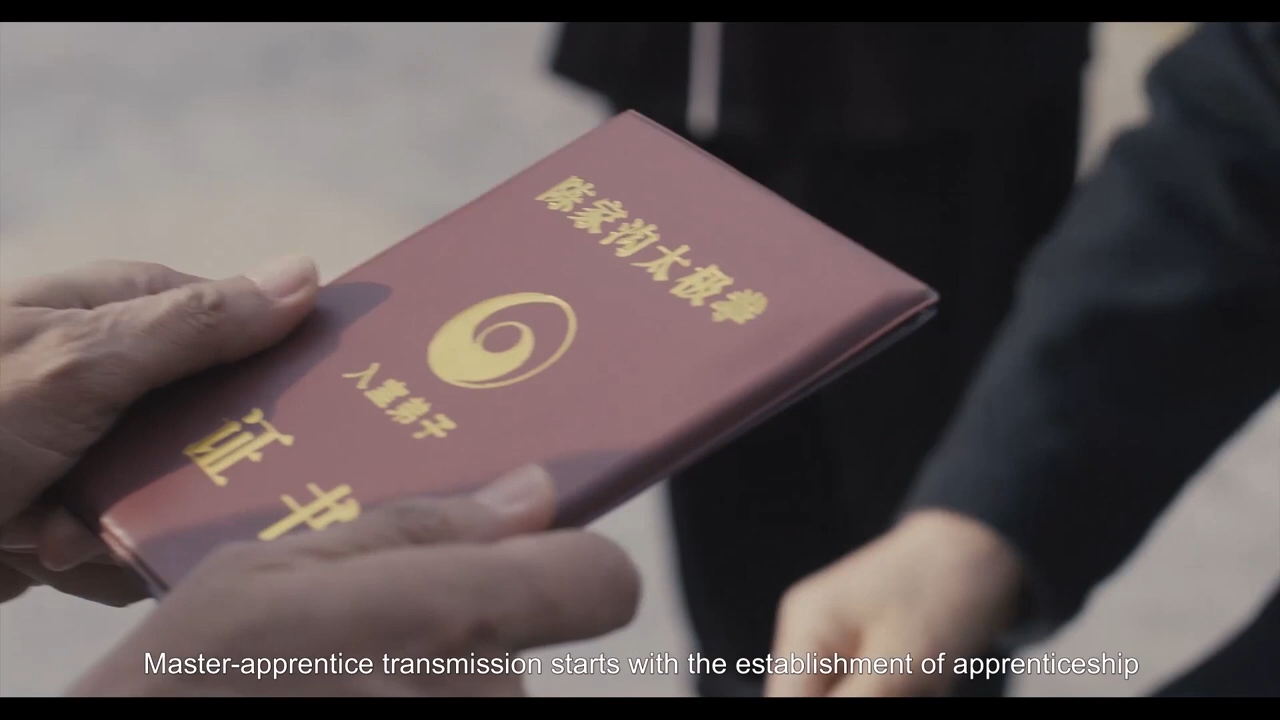 陈家沟太极拳
入室弟子
证书
Master-apprentice transmission starts with the establishment of apprenticeship